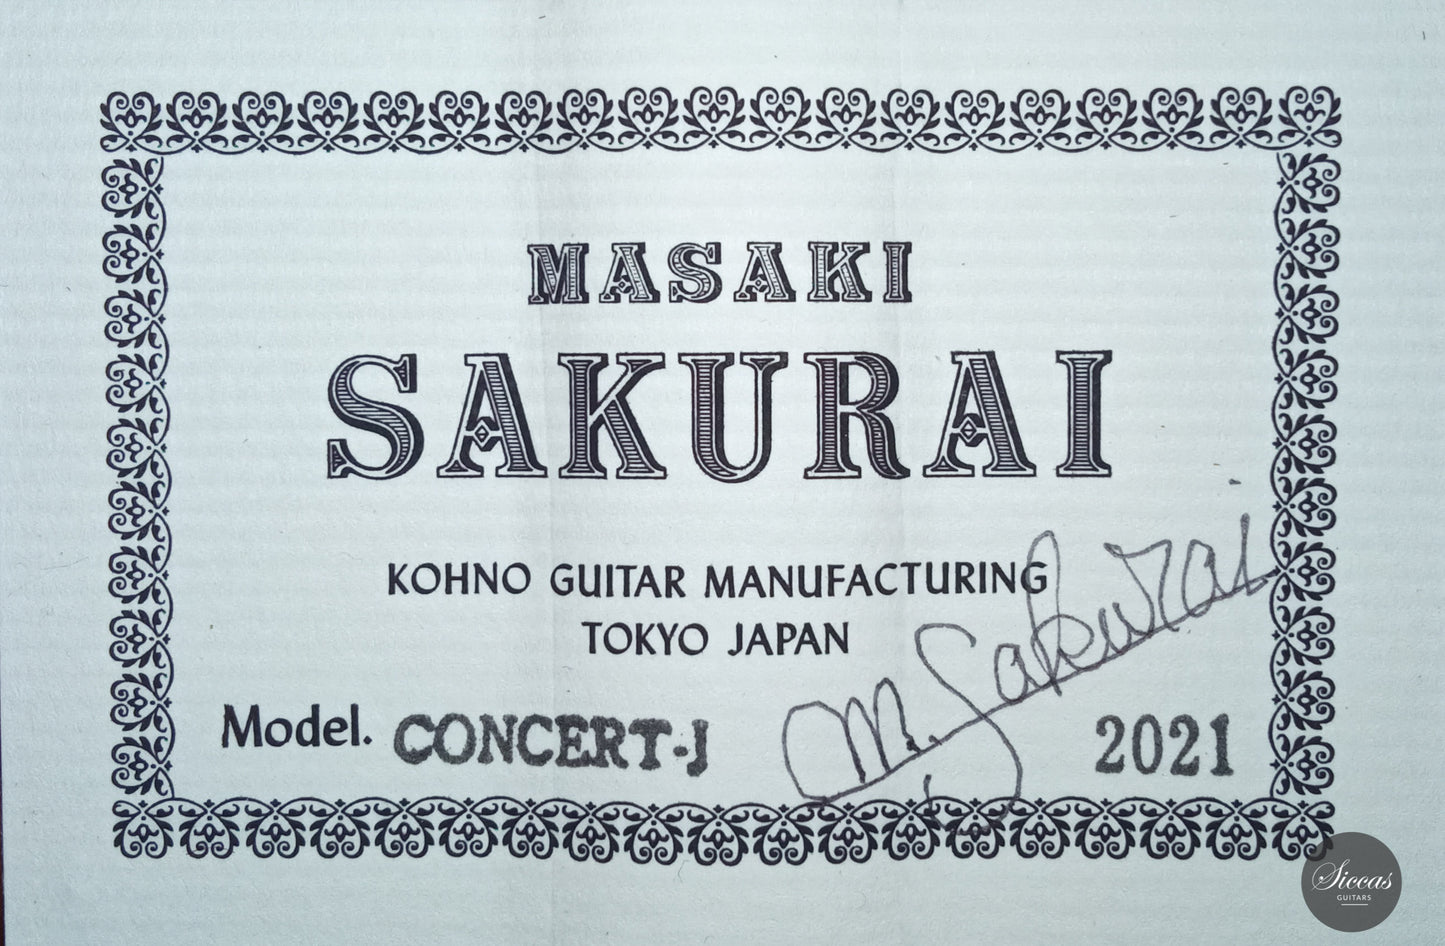 MASAKI
SAKURAI
KOHNO GUITAR MANUFACTURING
TOKYO JAPAN
M. Sakurai
Model. CONCERT-J 2021
Siccas
GUITARS